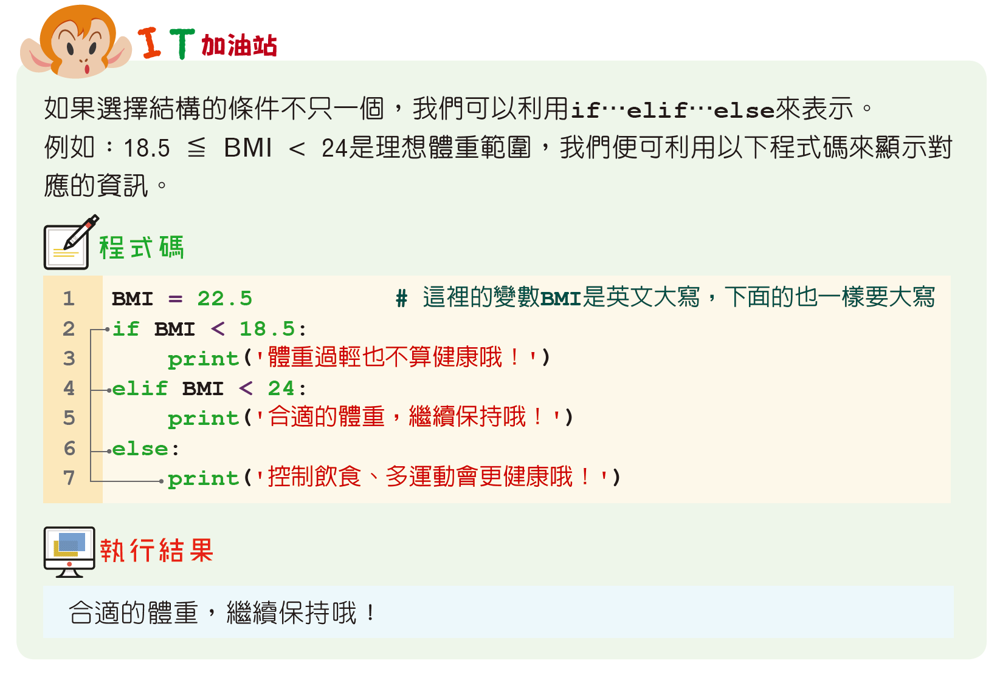 IT加油站
如果選擇結構的條件不只一個，我們可以利用if…elif…else來表示。
例如：18.5 ≦ BMI < 24是理想體重範圍，我們便可利用以下程式碼來顯示對
應的資訊。
程式碼
1 BMI = 22.5 # 這裡的變數BMI是英文大寫，下面的也一樣要大寫
2 if BMI < 18.5:
3 print('體重過輕也不算健康哦！')
4 elif BMI < 24:
5 print('合適的體重，繼續保持哦！')
6 else:
7 print('控制飲食、多運動會更健康哦！')
執行結果
合適的體重，繼續保持哦！